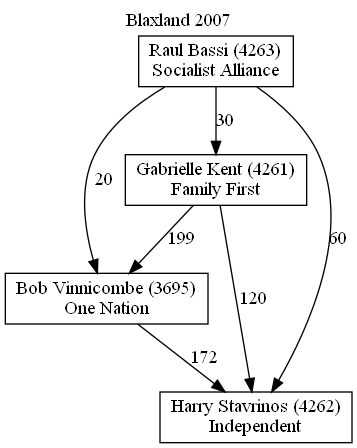 Blaxland 2007
Raul Bassi (4263)
Socialist Alliance
30
Gabrielle Kent (4261)
Family First
20
199
60
120
Bob Vinnicombe (3695)
One Nation
172
Harry Stavrinos (4262)
Independent